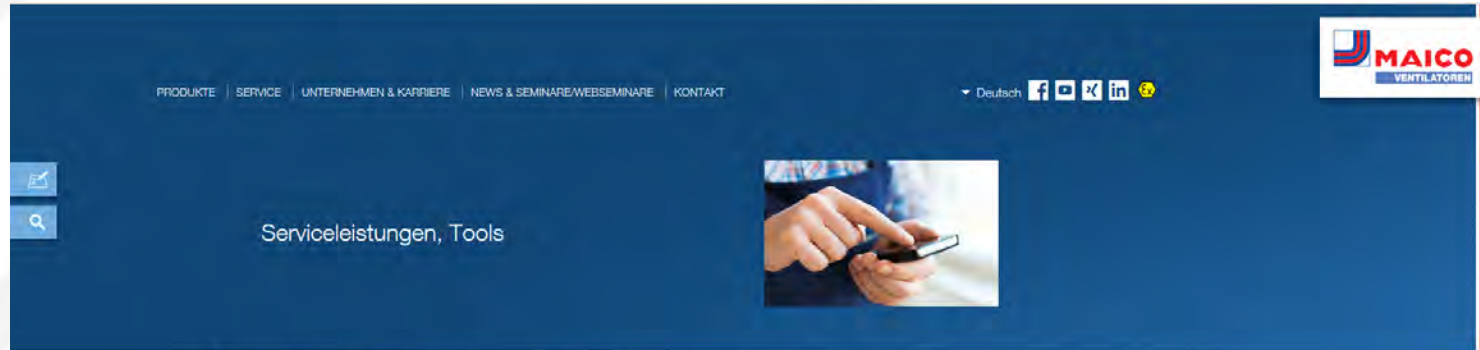 PRODUKTE | SERVICE | UNTERNEHMEN & KARRIERE | NEWS & SEMINARE/WEBSEMINARE | KONTAKT
Deutsch
MAICO
VENTILATOREN
Serviceleistungen, Tools